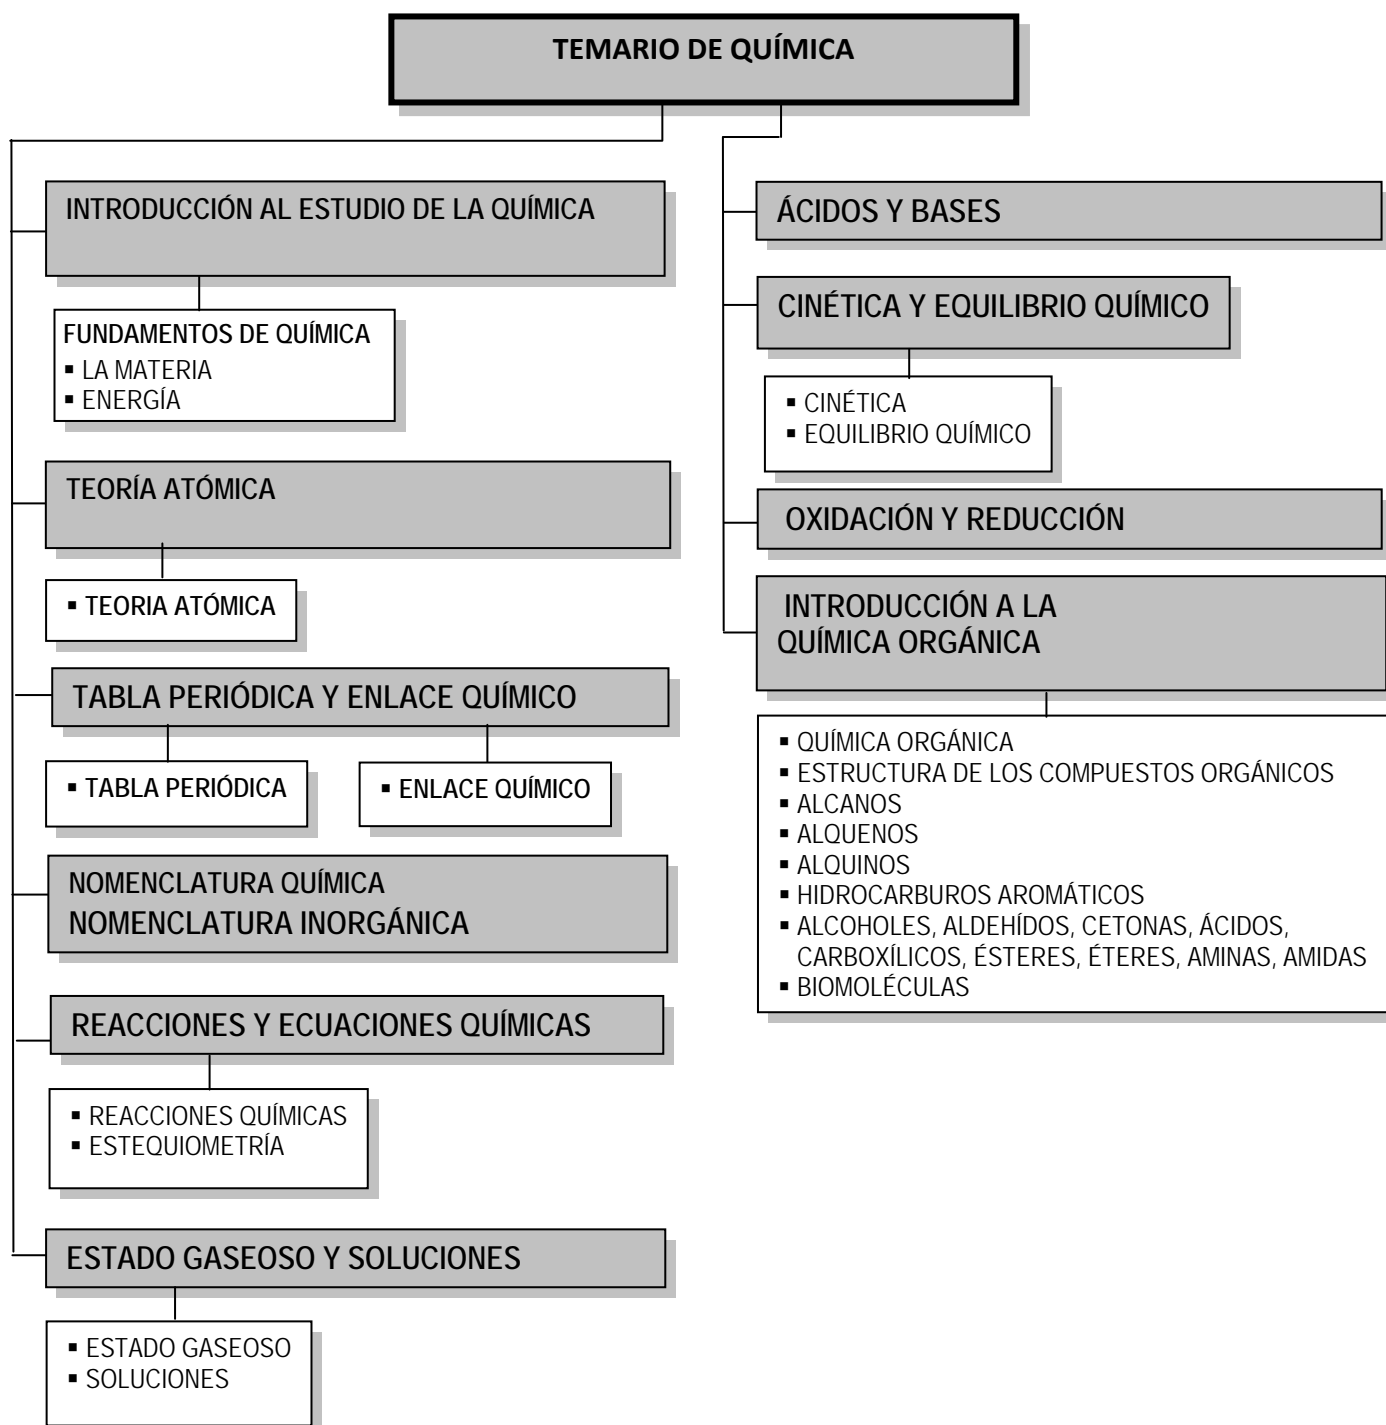 TEMARIO DE QUÍMICA
INTRODUCCIÓN AL ESTUDIO DE LA QUÍMICA
FUNDAMENTOS DE QUÍMICA
▪ LA MATERIA
▪ ENERGÍA
TEORÍA ATÓMICA
▪ TEORIA ATÓMICA
TABLA PERIÓDICA Y ENLACE QUÍMICO
▪ TABLA PERIÓDICA
▪ ENLACE QUÍMICO
NOMENCLATURA QUÍMICA
NOMENCLATURA INORGÁNICA
REACCIONES Y ECUACIONES QUÍMICAS
▪ REACCIONES QUÍMICAS
▪ ESTEQUIOMETRÍA
ESTADO GASEOSO Y SOLUCIONES
▪ ESTADO GASEOSO
▪ SOLUCIONES
ÁCIDOS Y BASES
CINÉTICA Y EQUILIBRIO QUÍMICO
▪ CINÉTICA
▪ EQUILIBRIO QUÍMICO
OXIDACIÓN Y REDUCCIÓN
INTRODUCCIÓN A LA
QUÍMICA ORGÁNICA
▪ QUÍMICA ORGÁNICA
▪ ESTRUCTURA DE LOS COMPUESTOS ORGÁNICOS
▪ ALCANOS
▪ ALQUENOS
▪ ALQUINOS
▪ HIDROCARBUROS AROMÁTICOS
▪ ALCOHOLES, ALDEHÍDOS, CETONAS, ÁCIDOS,
CARBOXÍLICOS, ÉSTERES, ÉTERES, AMINAS, AMIDAS
▪ BIOMOLÉCULAS